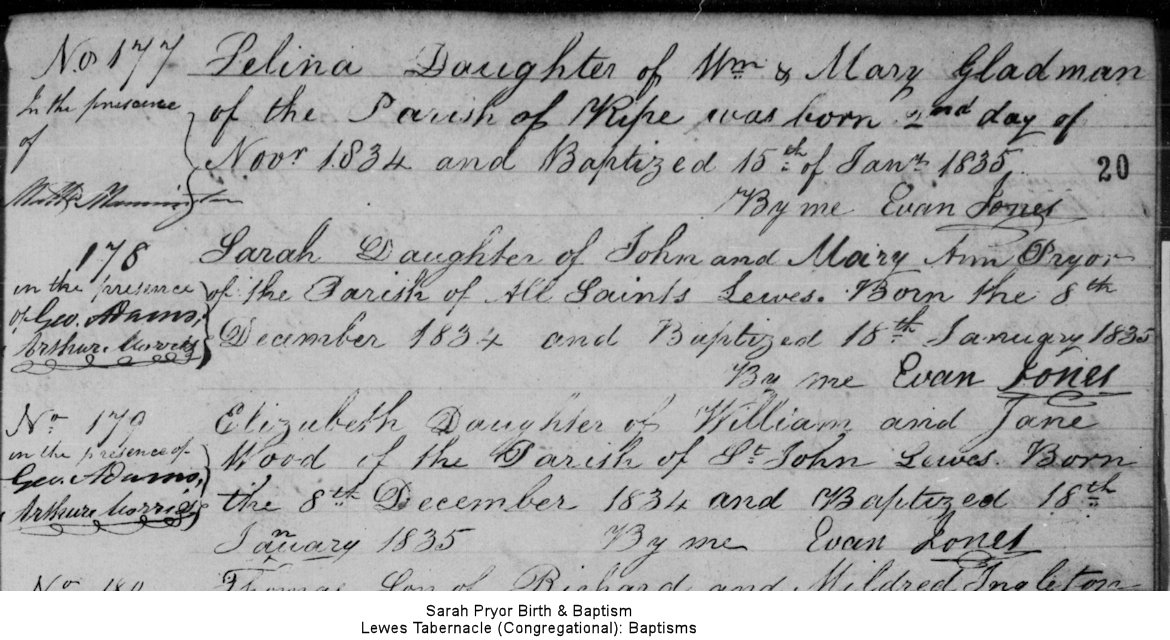 No 177 Selina Daughter of Wm & Mary Gladman
In the presence of the Parish of Ripe was born 2nd day of
of Novr 1834 and Baptized 15th of Jany 1835 20
By me Evan Jones
178 Sarah Daughter of John and Mary Ann Pryor
in the presence of the Parish of All Saints Lewes. Born the 8th
of Geo. Adams, December 1834 and Baptized 18th January 1835
Arthur
By me Evan Jones
No 179 Elizabeth Daughter of William and Jane
in the presence of Wood of the Parish of St John Lewes. Born
Geo. Adams, the 8th December 1834 and Baptized 18th
Arthur
January 1835 By me Evan Jones
No 180 Thomas Son of Richard and Mildred Ingleton
Sarah Pryor Birth & Baptism
Lewes Tabernacle (Congregational): Baptisms